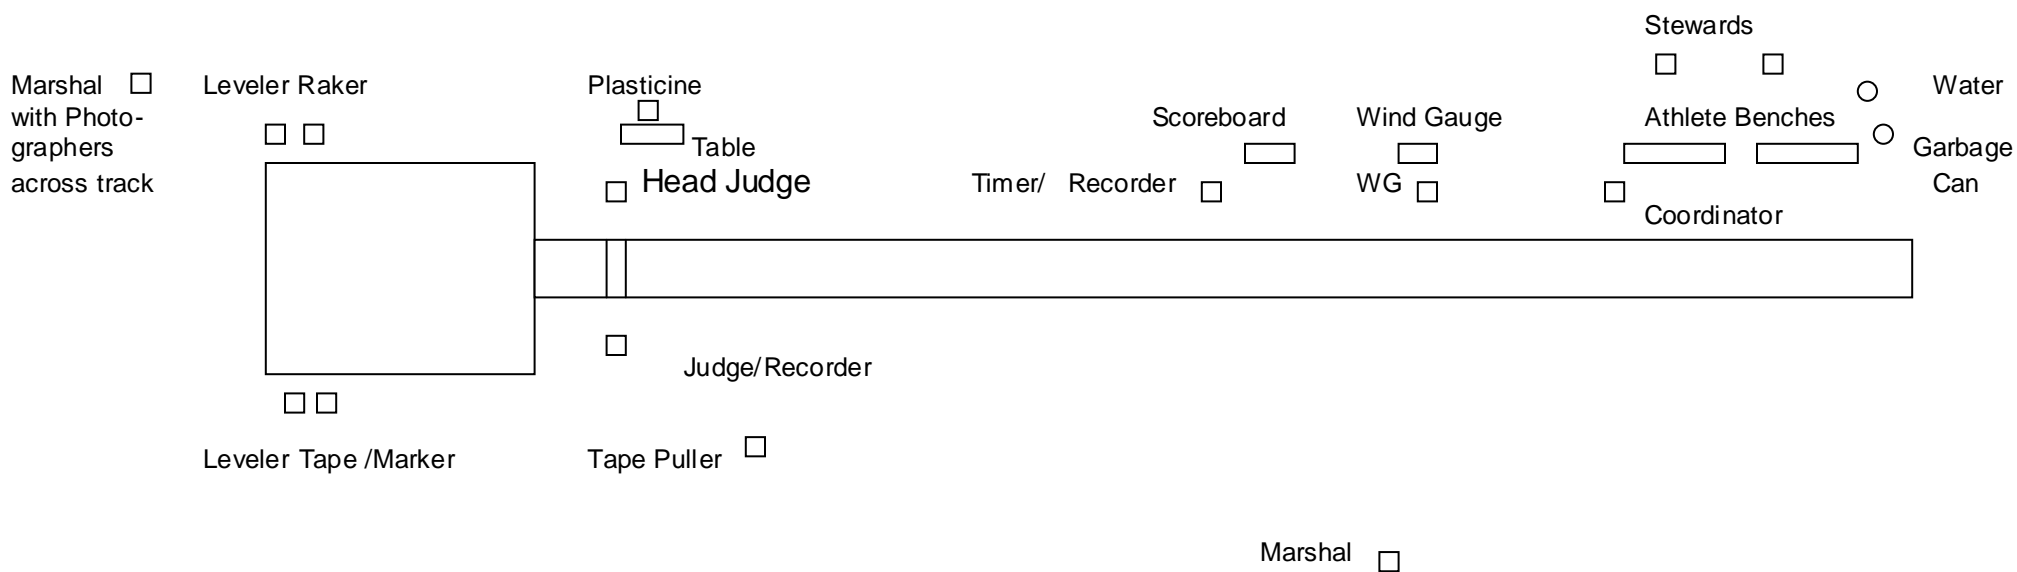 Stewards
Marshal Leveler Raker Plasticine Water
with Photo- Scoreboard Wind Gauge Athlete Benches
graphers Table Garbage
across track Head Judge Timer/ Recorder WG Can
Coordinator
Judge/Recorder
Leveler Tape /Marker Tape Puller
Marshal